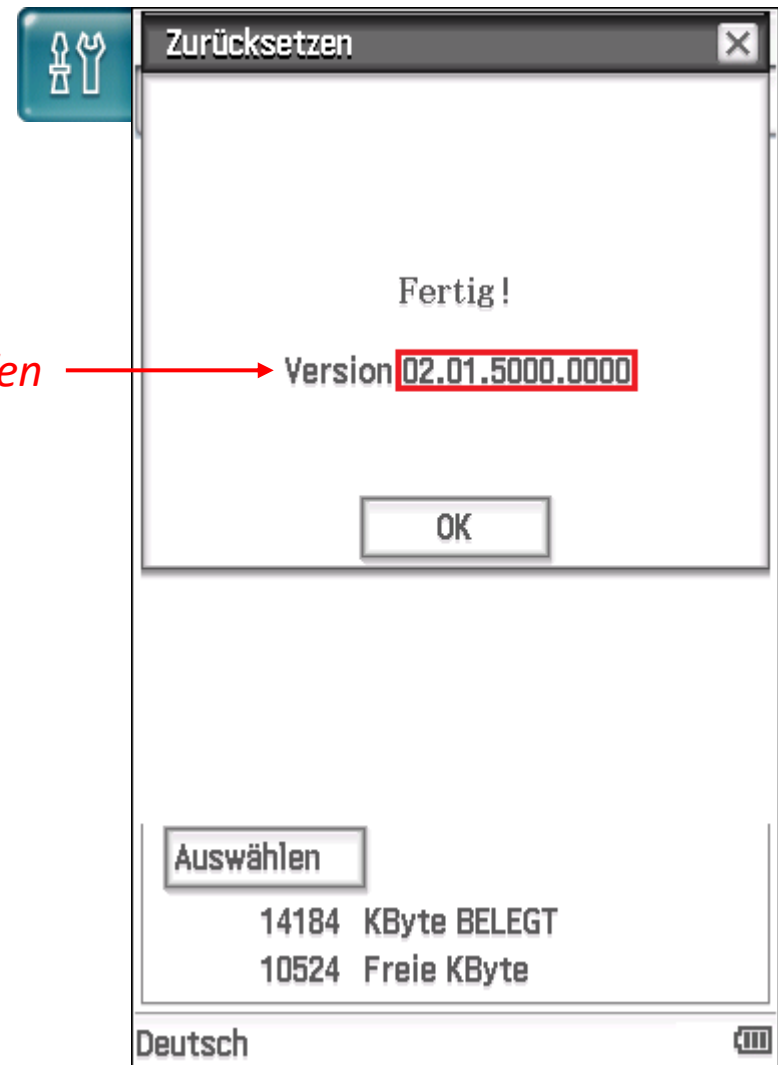 Zurücksetzen
Fertig!
en
Version 02.01.5000.0000
OK
Auswählen
14184 KByte BELEGT
10524 Freie KByte
Deutsch